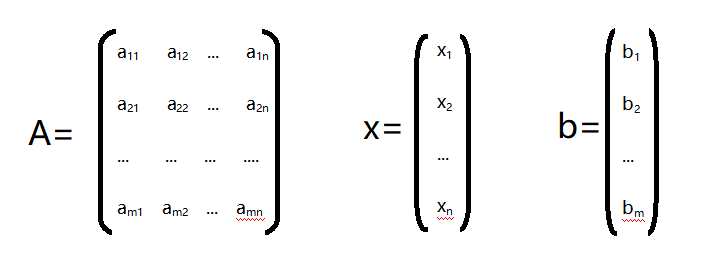 a₁₁ a₁₂ ... a₁ₙ x₁ b₁
a₂₁ a₂₂ ... a₂ₙ x₂ b₂
A= x= b=
... ... ... .... ... ...
aₘ₁ aₘ₂ ... aₘₙ xₙ bₘ